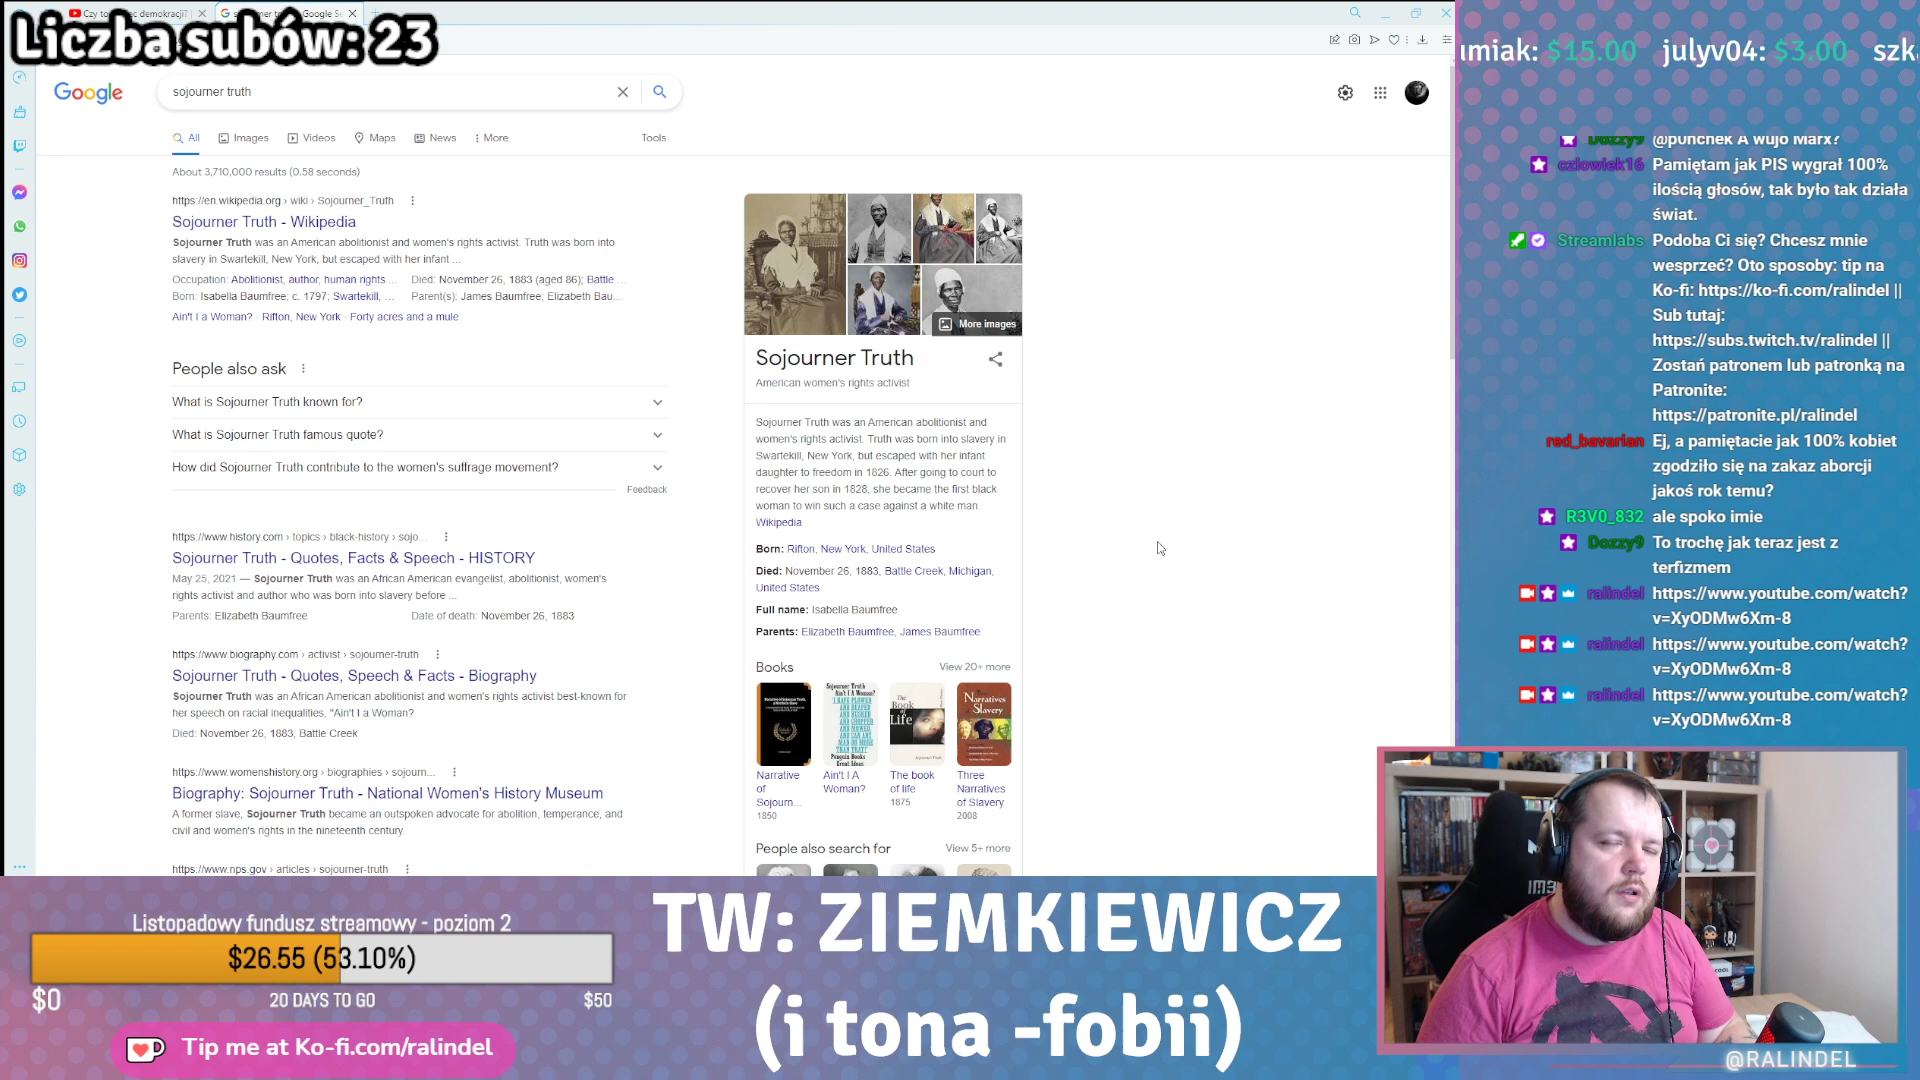 Czy to
ec demokracji?
Google Se
Liczba subów: 23
Google
sojourner truth
All
Images
Videos
Maps
News
More
Tools
About 3,710,000 results (0.58 seconds)
https://en.wikipedia.org › wiki › Sojourner_Truth
Sojourner Truth - Wikipedia
Sojourner Truth was an American abolitionist and women's rights activist. Truth was born into
slavery in Swartekill, New York, but escaped with her infant ...
Occupation: Abolitionist, author, human rights ...
Died: November 26, 1883 (aged 86); Battle ...
Born: Isabella Baumfree; c. 1797; Swartekill, ...
Parent(s): James Baumfree; Elizabeth Bau...
Ain't I a Woman? · Rifton, New York · Forty acres and a mule
People also ask
What is Sojourner Truth known for?
What is Sojourner Truth famous quote?
How did Sojourner Truth contribute to the women's suffrage movement?
Feedback
https://www.history.com › topics › black-history › sojo...
Sojourner Truth - Quotes, Facts & Speech - HISTORY
May 25, 2021 — Sojourner Truth was an African American evangelist, abolitionist, women's
rights activist and author who was born into slavery before ...
Parents: Elizabeth Baumfree
Date of death: November 26, 1883
https://www.biography.com › activist › sojourner-truth
Sojourner Truth - Quotes, Speech & Facts - Biography
Sojourner Truth was an African American abolitionist and women's rights activist best-known for
her speech on racial inequalities, "Ain't I a Woman?
Died: November 26, 1883, Battle Creek
https://www.womenshistory.org › biographies › sojourn...
Biography: Sojourner Truth - National Women's History Museum
A former slave, Sojourner Truth became an outspoken advocate for abolition, temperance, and
civil and women's rights in the nineteenth century.
https://www.nps.gov › articles › sojourner-truth
More images
Sojourner Truth
American women's rights activist
Sojourner Truth was an American abolitionist and
women's rights activist. Truth was born into slavery in
Swartekill, New York, but escaped with her infant
daughter to freedom in 1826. After going to court to
recover her son in 1828, she became the first black
woman to win such a case against a white man.
Wikipedia
Born: Rifton, New York, United States
Died: November 26, 1883, Battle Creek, Michigan,
United States
Full name: Isabella Baumfree
Parents: Elizabeth Baumfree, James Baumfree
Books
View 20+ more
Sojourner Truth
Ain't I A Woman?
The
Book of
Life
Narratives
Slavery
Narrative
of
Sojourn...
1850
Ain't I A
Woman?
The book
of life
1875
Three
Narratives
of Slavery
2008
People also search for
View 5+ more
umiak: $15.00 julyv04: $3.00 szk
Dozzy9 @ponchek A wujo Marx?
czlowiek16 Pamiętam jak PIS wygrał 100%
ilością głosów, tak było tak działa
świat.
Streamlabs Podoba Ci się? Chcesz mnie
wesprzeć? Oto sposoby: tip na
Ko-fi: https://ko-fi.com/ralindel ||
Sub tutaj:
https://subs.twitch.tv/ralindel ||
Zostań patronem lub patronką na
Patronite:
https://patronite.pl/ralindel
red_bavarian Ej, a pamiętacie jak 100% kobiet
zgodziło się na zakaz aborcji
jakoś rok temu?
R3V0_832 ale spoko imie
Dozzy9 To trochę jak teraz jest z
terfizmem
ralindel https://www.youtube.com/watch?
v=XyODMw6Xm-8
ralindel https://www.youtube.com/watch?
v=XyODMw6Xm-8
ralindel https://www.youtube.com/watch?
v=XyODMw6Xm-8
Listopadowy fundusz streamowy - poziom 2
$26.55 (53.10%)
$0
20 DAYS TO GO
$50
Tip me at Ko-fi.com/ralindel
TW: ZIEMKIEWICZ
(i tona -fobii)
@RALINDEL